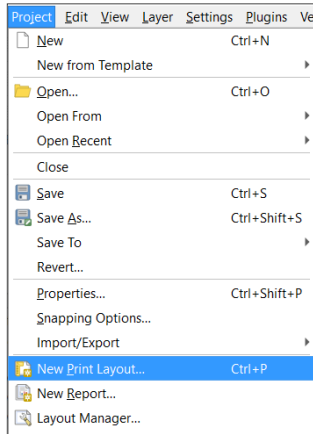 Project Edit View Layer Settings Plugins Ve
New Ctrl+N
New from Template
Open... Ctrl+O
Open From
Open Recent
Close
Save Ctrl+S
Save As... Ctrl+Shift+S
Save To
Revert...
Properties... Ctrl+Shift+P
Snapping Options...
Import/Export
New Print Layout... Ctrl+P
New Report...
Layout Manager...